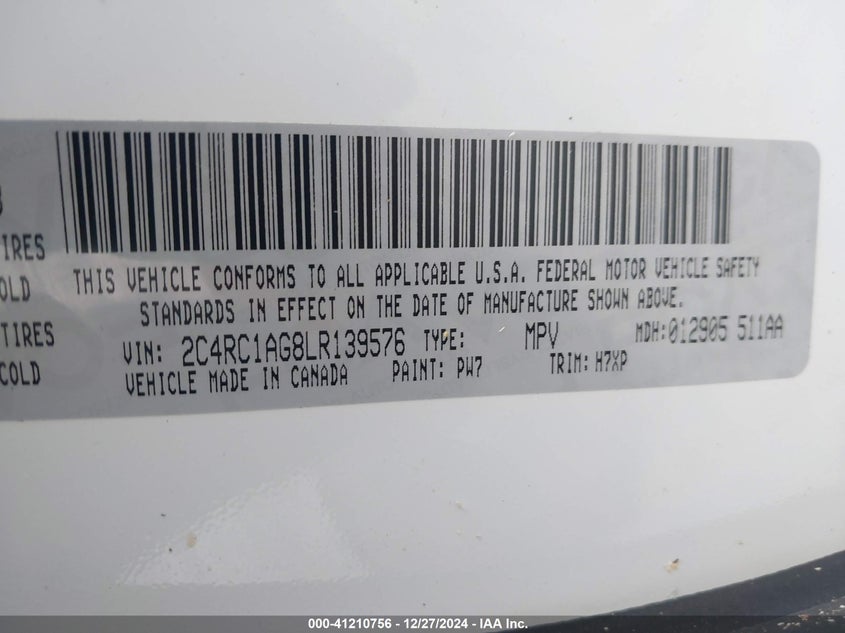 TIRES
COLD
TIRES
COLD
THIS VEHICLE CONFORMS TO ALL APPLICABLE U.S.A. FEDERAL MOTOR VEHICLE SAFETY
STANDARDS IN EFFECT ON THE DATE OF MANUFACTURE SHOWN ABOVE.
VIN: 2C4RC1AG8LR139576 TYPE: MPV MDH:012905 511AA
VEHICLE MADE IN CANADA PAINT: PW7 TRIM: H7XP
000-41210756 - 12/27/2024 - IAA Inc.